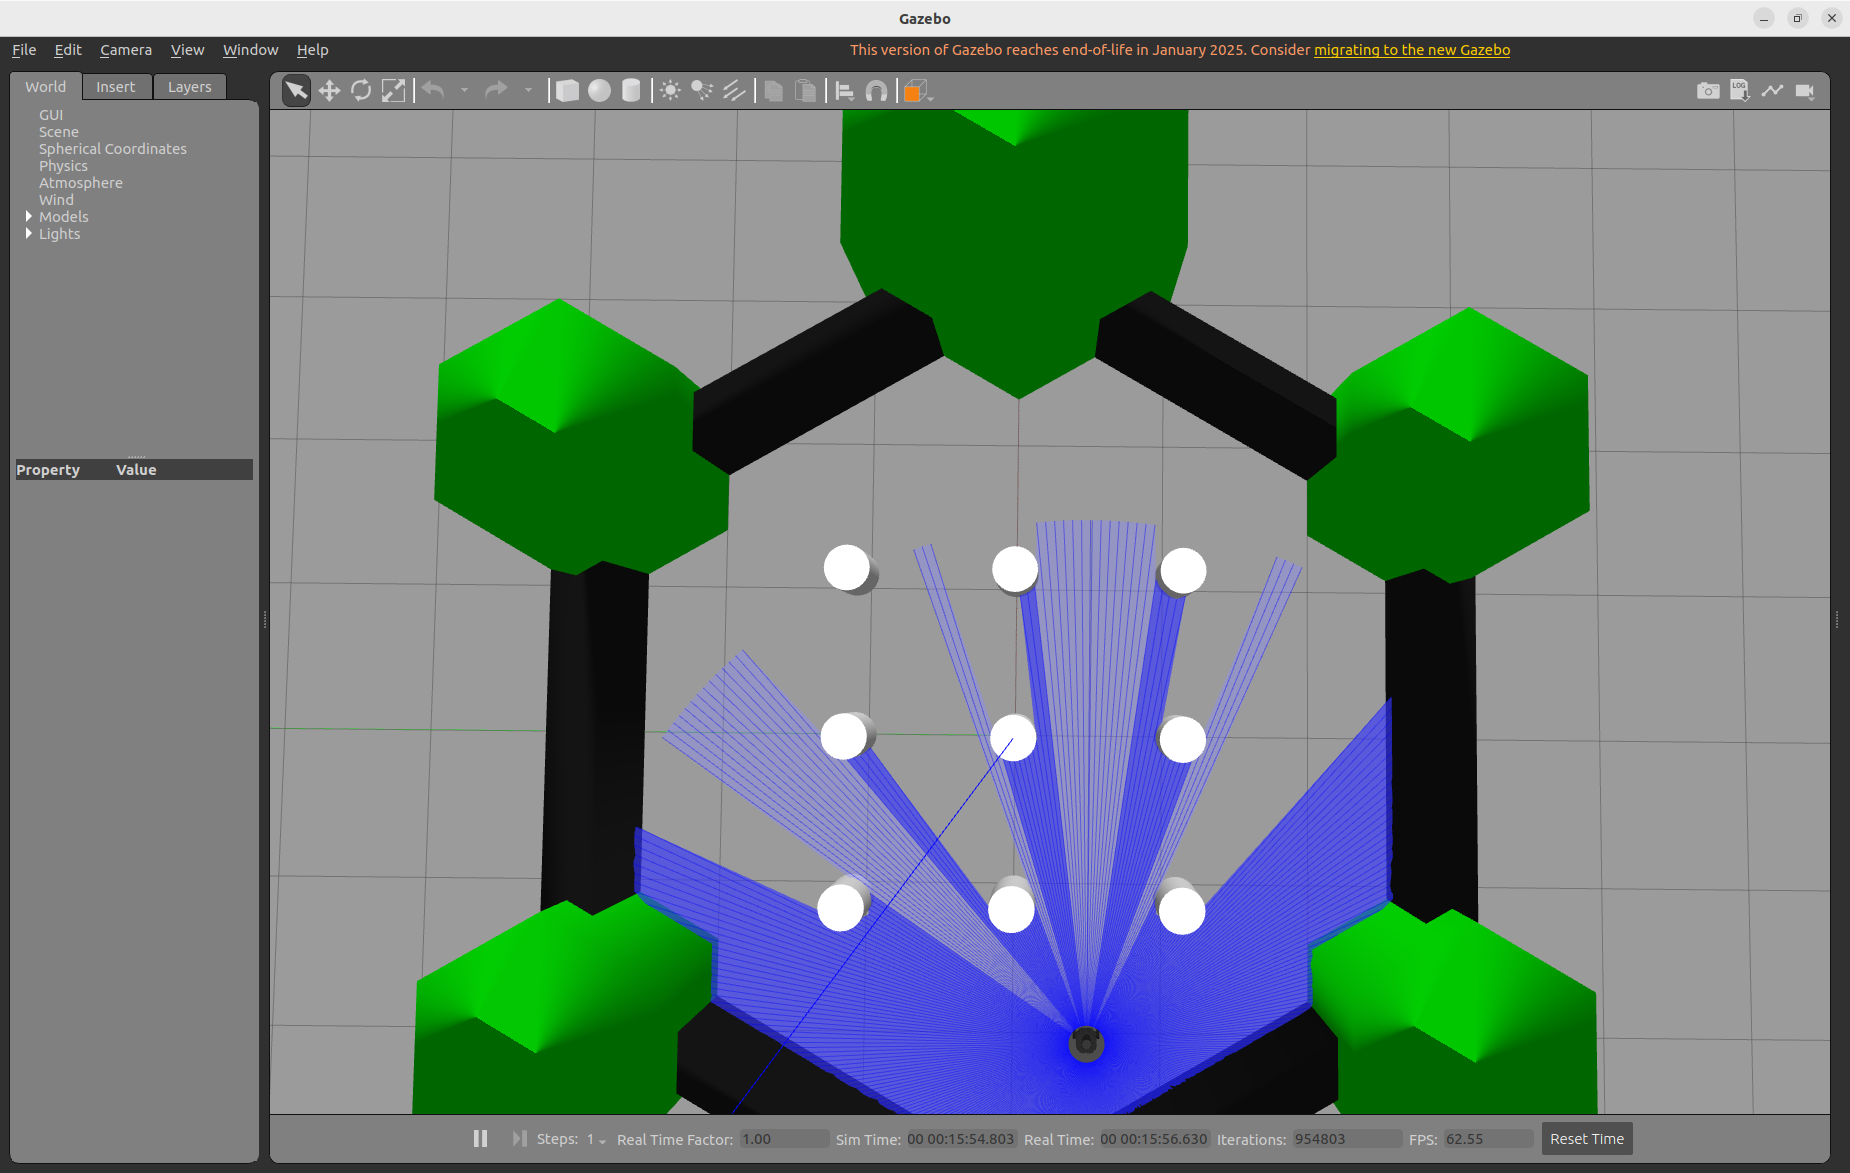 Gazebo
File Edit Camera View Window Help
This version of Gazebo reaches end-of-life in January 2025. Consider migrating to the new Gazebo
World Insert Layers
LOG
GUI
Scene
Spherical Coordinates
Physics
Atmosphere
Wind
Models
Lights
Property Value
Steps: 1 Real Time Factor: 1.00 Sim Time: 00 00:15:54.803 Real Time: 00 00:15:56.630 Iterations: 954803 FPS: 62.55 Reset Time